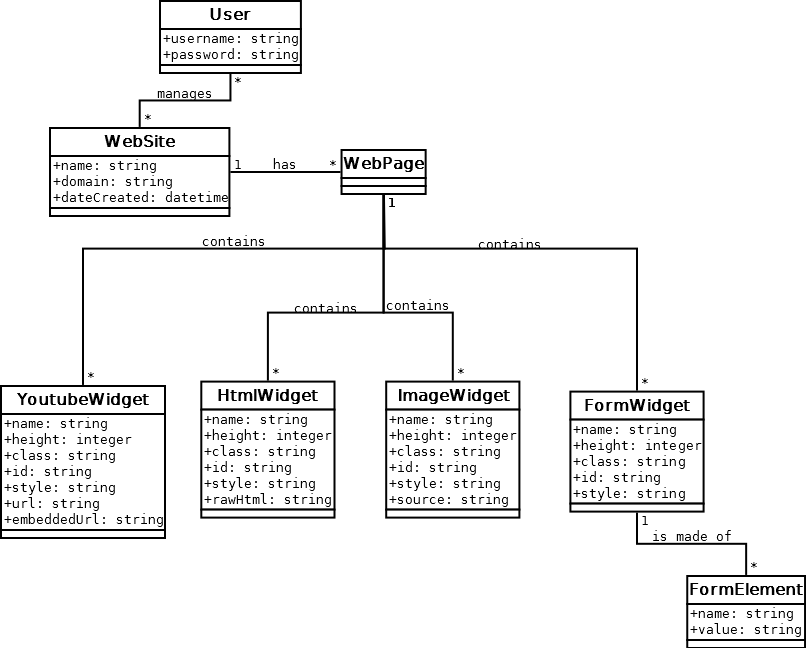 User
+username: string
+password: string
*
manages
*
WebSite
+name: string
+domain: string
+dateCreated: datetime
1 has *
WebPage
1
contains
contains
contains
contains
*
YoutubeWidget
+name: string
+height: integer
+class: string
+id: string
+style: string
+url: string
+embeddedUrl: string
*
HtmlWidget
+name: string
+height: integer
+class: string
+id: string
+style: string
+rawHtml: string
*
ImageWidget
+name: string
+height: integer
+class: string
+id: string
+style: string
+source: string
*
FormWidget
+name: string
+height: integer
+class: string
+id: string
+style: string
1
is made of
*
FormElement
+name: string
+value: string